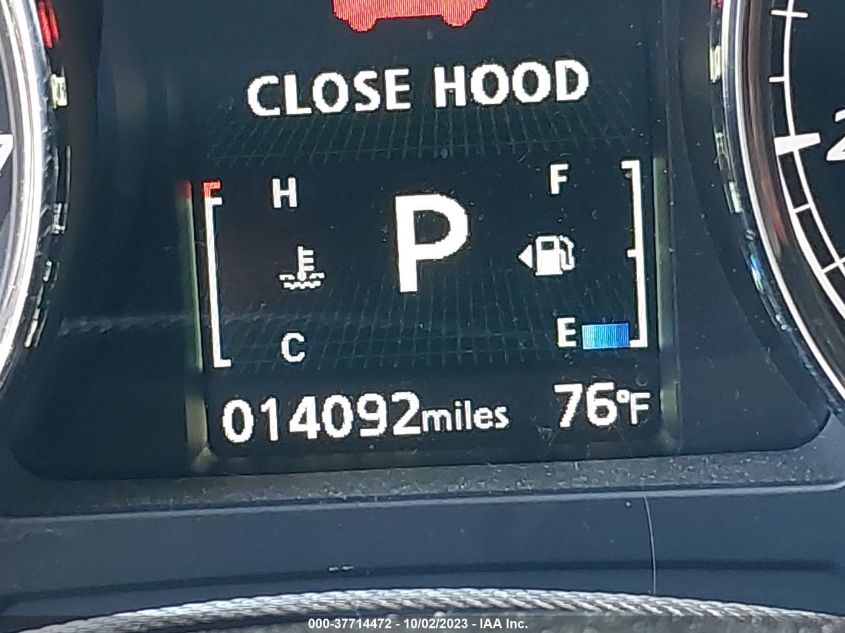 CLOSE HOOD
H P F
C E
014092miles 76°F
000-37714472 - 10/02/2023 - IAA Inc.